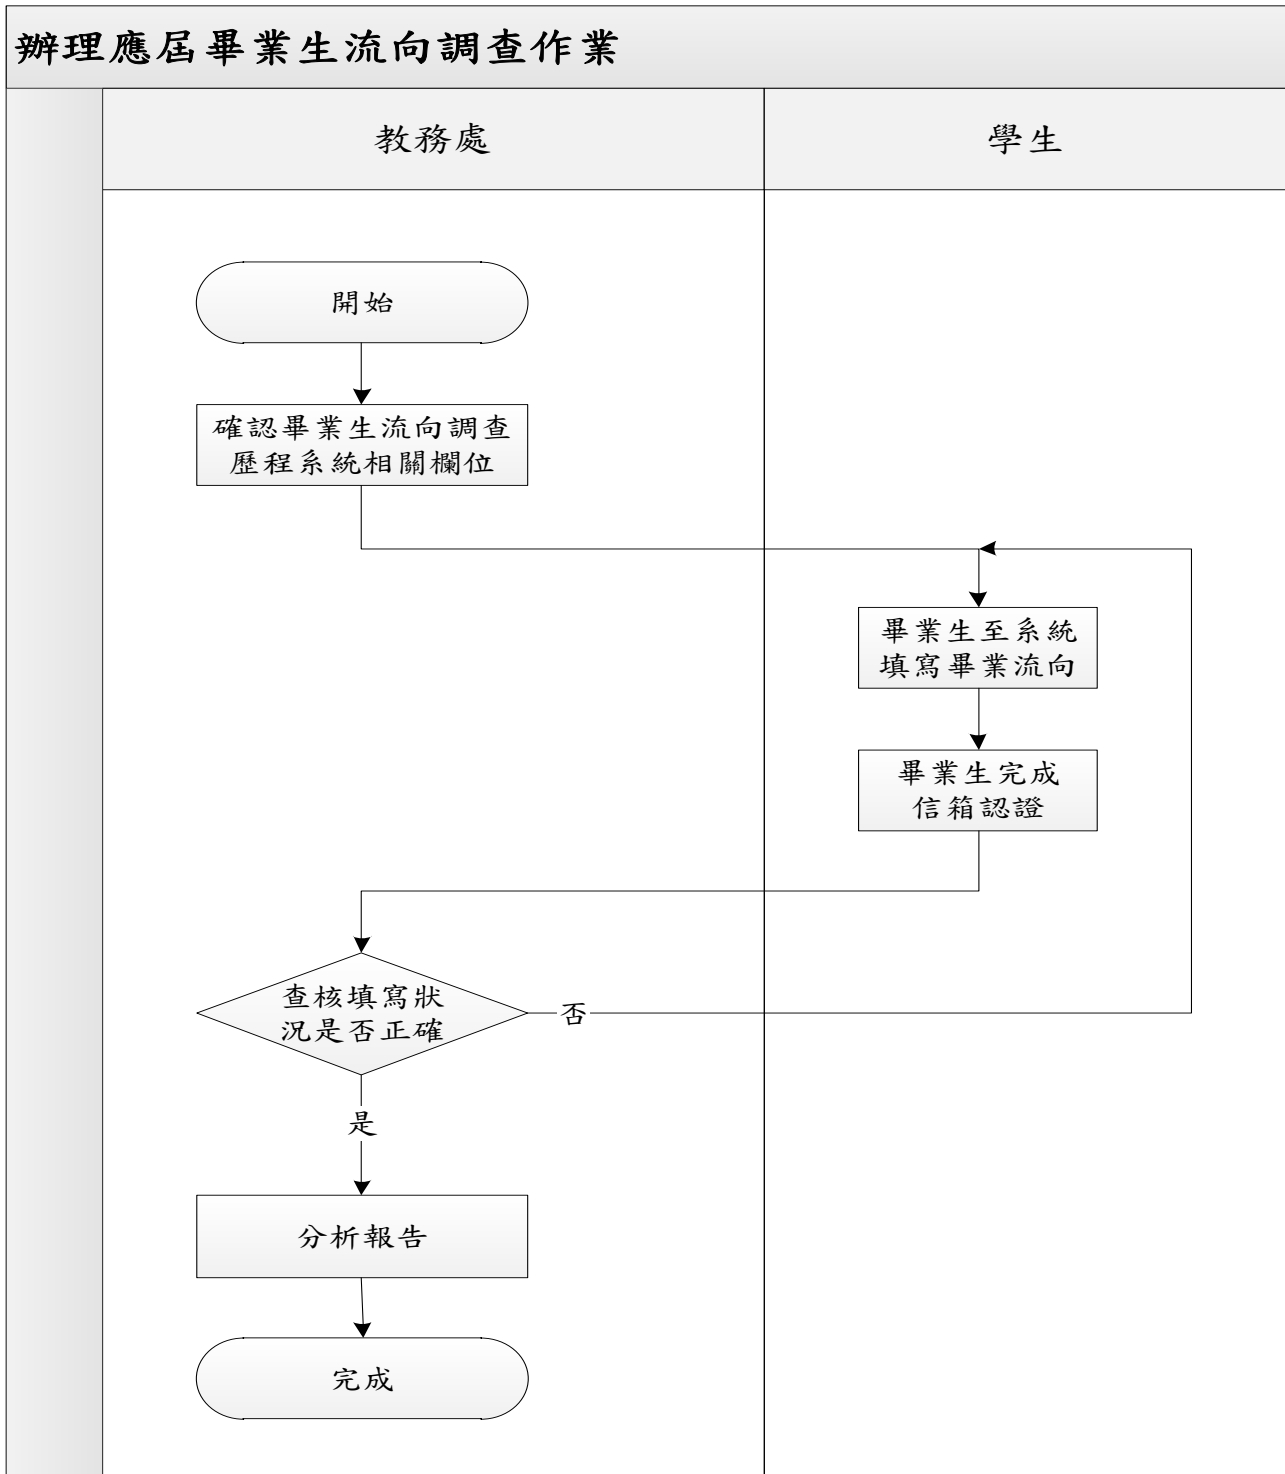 辦理應屆畢業生流向調查作業
教務處
學生
開始
確認畢業生流向調查
歷程系統相關欄位
畢業生至系統
填寫畢業流向
畢業生完成
信箱認證
查核填寫狀
況是否正確
否
是
分析報告
完成